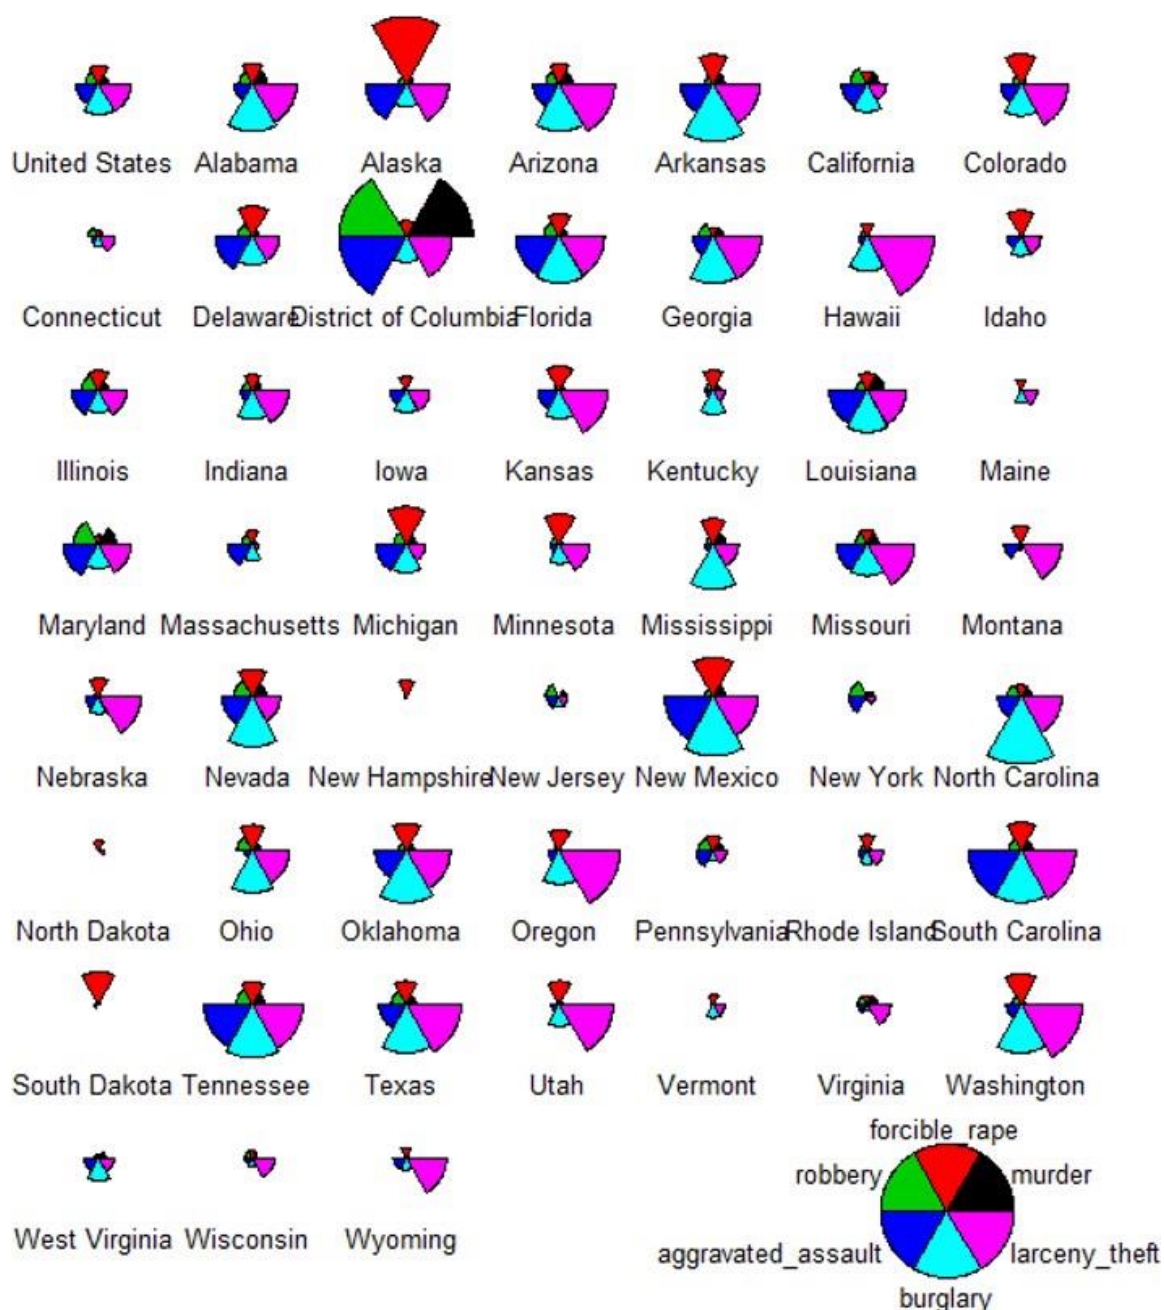 United States Alabama Alaska Arizona Arkansas California Colorado
Connecticut Delaware District of Columbia Florida Georgia Hawaii Idaho
Illinois Indiana Iowa Kansas Kentucky Louisiana Maine
Maryland Massachusetts Michigan Minnesota Mississippi Missouri Montana
Nebraska Nevada New Hampshire New Jersey New Mexico New York North Carolina
North Dakota Ohio Oklahoma Oregon Pennsylvania Rhode Island South Carolina
South Dakota Tennessee Texas Utah Vermont Virginia Washington
forcible_rape
robbery murder
West Virginia Wisconsin Wyoming
aggravated_assault larceny_theft
burglary